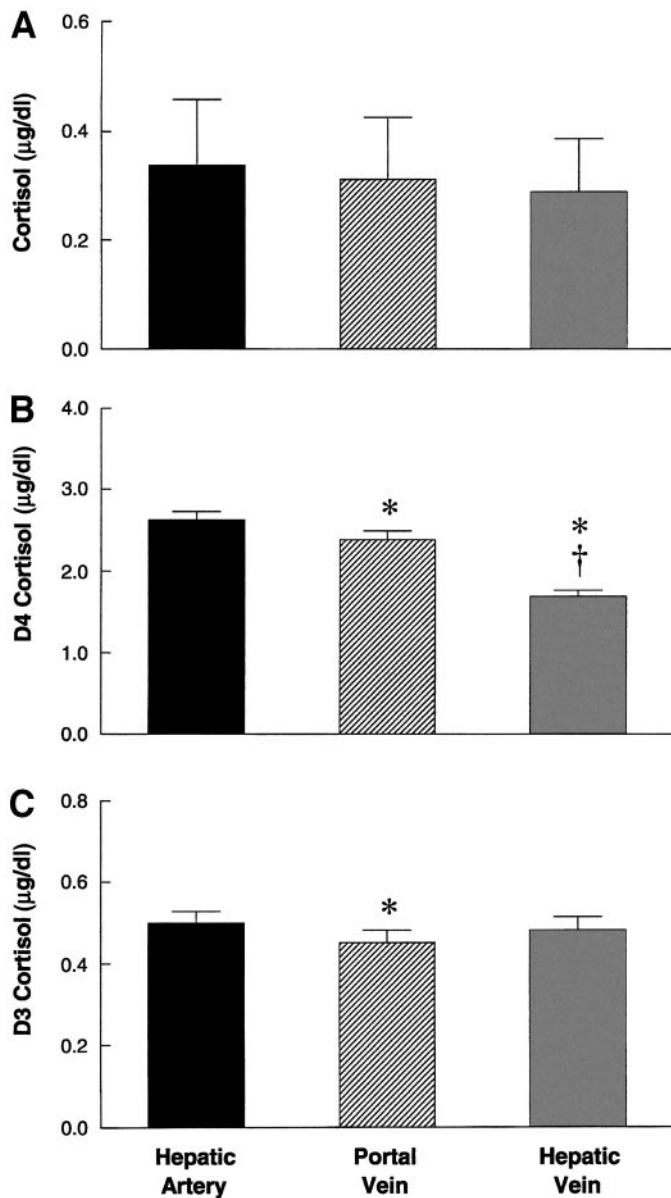 A
Cortisol (µg/dl)
0.6
0.4
0.2
0.0
B
D4 Cortisol (µg/dl)
4.0
3.0
2.0
1.0
0.0
*
*
†
C
D3 Cortisol (µg/dl)
0.8
0.6
0.4
0.2
0.0
*
Hepatic
Artery
Portal
Vein
Hepatic
Vein